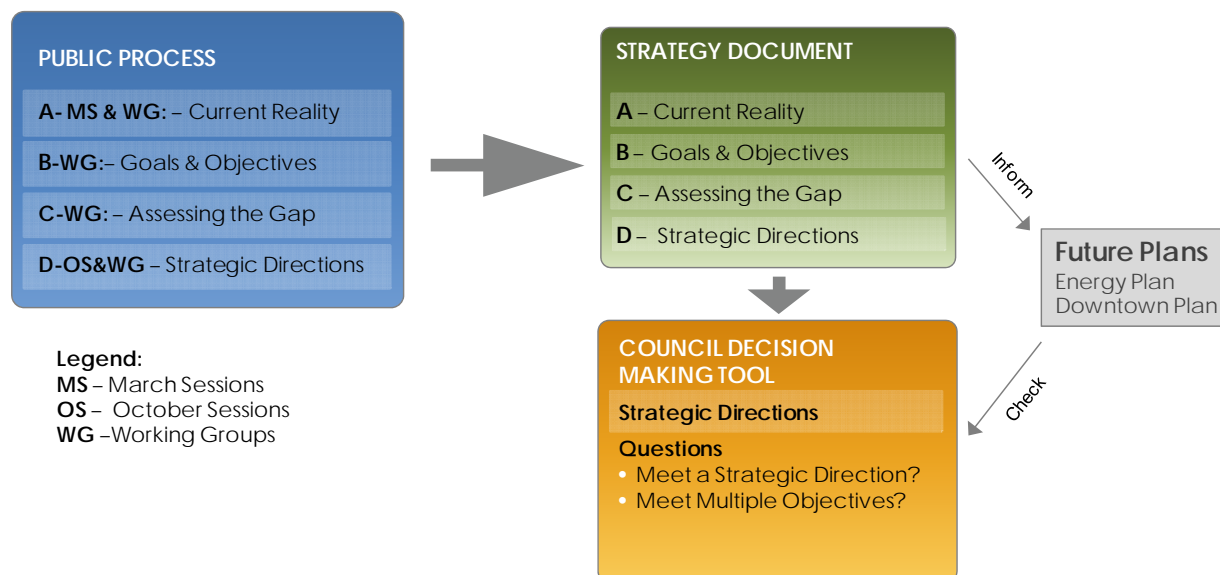 PUBLIC PROCESS
A- MS & WG: – Current Reality
B-WG:– Goals & Objectives
C-WG: – Assessing the Gap
D-OS&WG – Strategic Directions
Legend:
MS – March Sessions
OS – October Sessions
WG –Working Groups
STRATEGY DOCUMENT
A – Current Reality
B – Goals & Objectives
C – Assessing the Gap
D – Strategic Directions
Inform
Future Plans
Energy Plan
Downtown Plan
Check
COUNCIL DECISION
MAKING TOOL
Strategic Directions
Questions
• Meet a Strategic Direction?
• Meet Multiple Objectives?